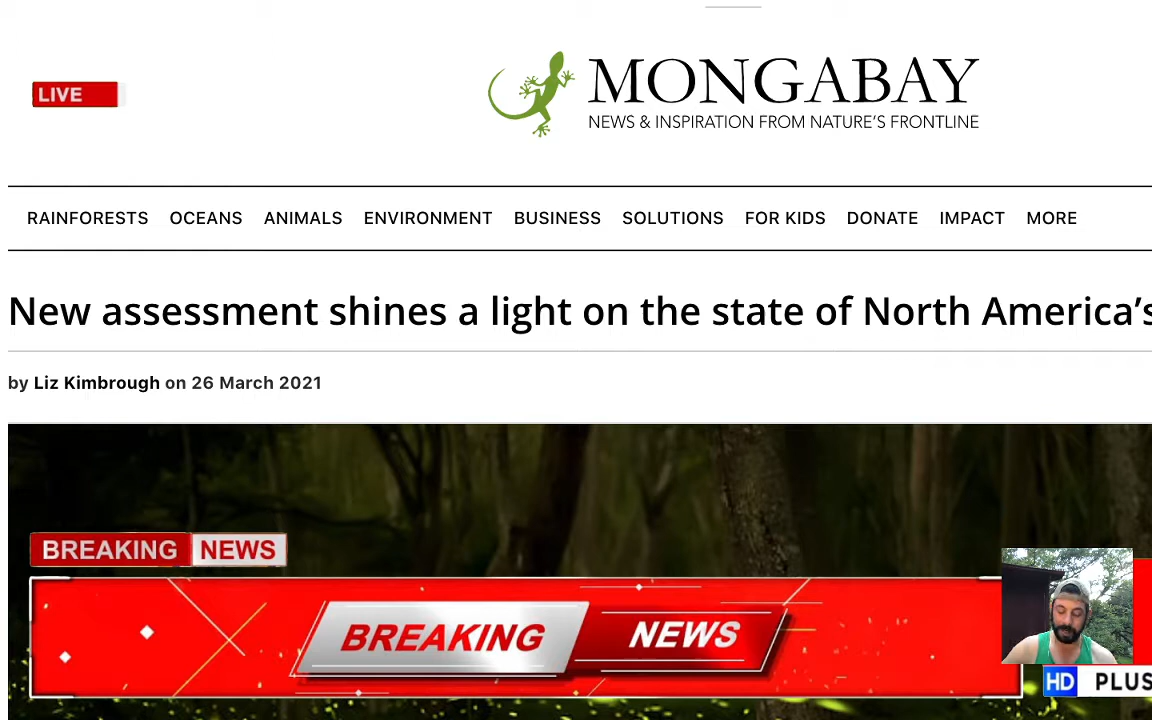 LIVE
MONGABAY
NEWS & INSPIRATION FROM NATURE'S FRONTLINE
RAINFORESTS OCEANS ANIMALS ENVIRONMENT BUSINESS SOLUTIONS FOR KIDS DONATE IMPACT MORE
New assessment shines a light on the state of North America's
by Liz Kimbrough on 26 March 2021
BREAKING NEWS
BREAKING NEWS
HD PLUS